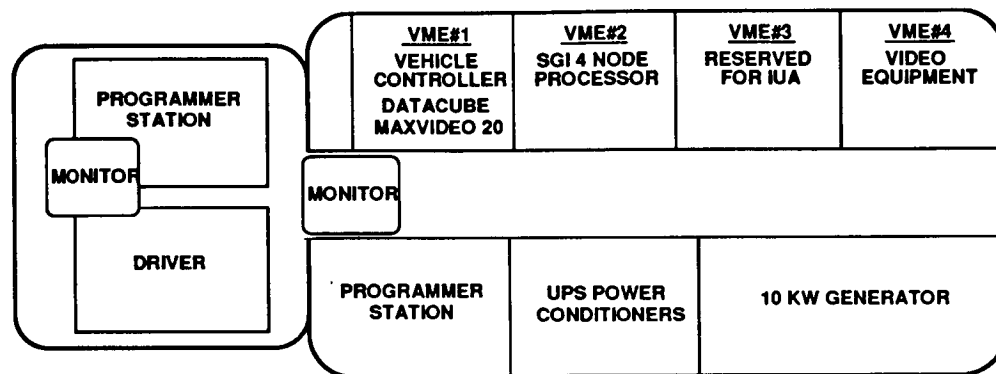 PROGRAMMER
STATION
MONITOR
DRIVER
VME#1
VEHICLE
CONTROLLER
DATACUBE
MAXVIDEO 20
VME#2
SGI 4 NODE
PROCESSOR
VME#3
RESERVED
FOR IUA
VME#4
VIDEO
EQUIPMENT
MONITOR
PROGRAMMER
STATION
UPS POWER
CONDITIONERS
10 KW GENERATOR